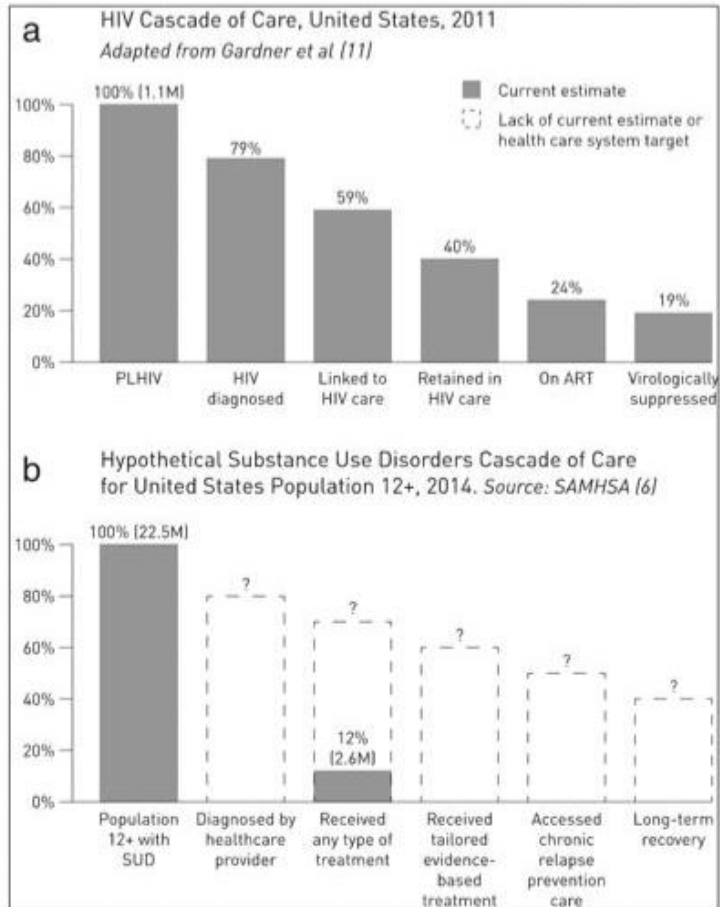 a
HIV Cascade of Care, United States, 2011
Adapted from Gardner et al (11)
Current estimate
Lack of current estimate or
health care system target
100% (1.1M)
79%
59%
40%
24%
19%
100%
80%
60%
40%
20%
0%
PLHIV
HIV
diagnosed
Linked to
HIV care
Retained in
HIV care
On ART
Virologically
suppressed
b
Hypothetical Substance Use Disorders Cascade of Care
for United States Population 12+, 2014. Source: SAMHSA (6)
100% (22.5M)
?
?
?
?
?
12%
(2.6M)
100%
80%
60%
40%
20%
0%
Population
12+ with
SUD
Diagnosed by
healthcare
provider
Received
any type of
treatment
Received
tailored
evidence-
based
treatment
Accessed
chronic
relapse
prevention
care
Long-term
recovery